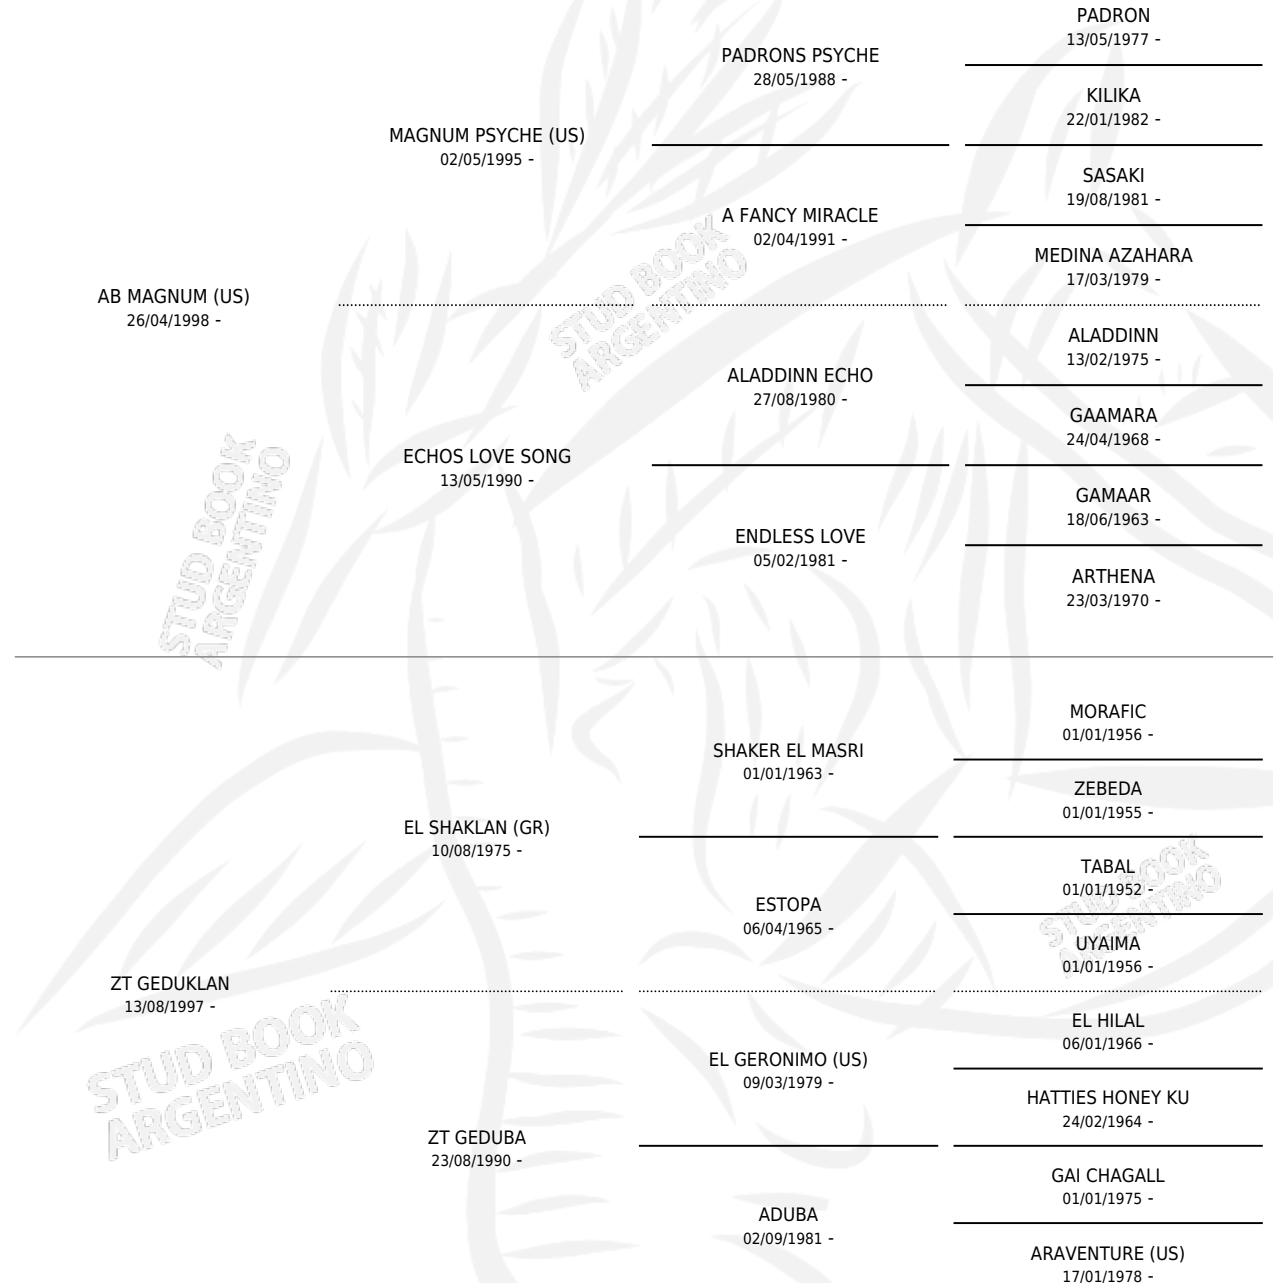 PADRON
13/05/1977 -
PADRONS PSYCHE
28/05/1988 -
KILIKA
22/01/1982 -
MAGNUM PSYCHE (US)
02/05/1995 -
SASAKI
19/08/1981 -
A FANCY MIRACLE
02/04/1991 -
MEDINA AZAHARA
17/03/1979 -
AB MAGNUM (US)
26/04/1998 -
ALADDINN
13/02/1975 -
ALADDINN ECHO
27/08/1980 -
GAAMARA
24/04/1968 -
ECHOS LOVE SONG
13/05/1990 -
GAMAAR
18/06/1963 -
ENDLESS LOVE
05/02/1981 -
ARTHENA
23/03/1970 -
STUD BOOK
ARGENTINO
STUD BOOK
ARGENTINO
MORAFIC
01/01/1956 -
SHAKER EL MASRI
01/01/1963 -
ZEBEDA
01/01/1955 -
EL SHAKLAN (GR)
10/08/1975 -
TABAL
01/01/1952 -
ESTOPA
06/04/1965 -
UYAIMA
01/01/1956 -
ZT GEDUKLAN
13/08/1997 -
EL HILAL
06/01/1966 -
EL GERONIMO (US)
09/03/1979 -
HATTIES HONEY KU
24/02/1964 -
ZT GEDUBA
23/08/1990 -
GAI CHAGALL
01/01/1975 -
ADUBA
02/09/1981 -
ARAVENTURE (US)
17/01/1978 -
STUD BOOK
ARGENTINO
STUD BOOK
ARGENTINO